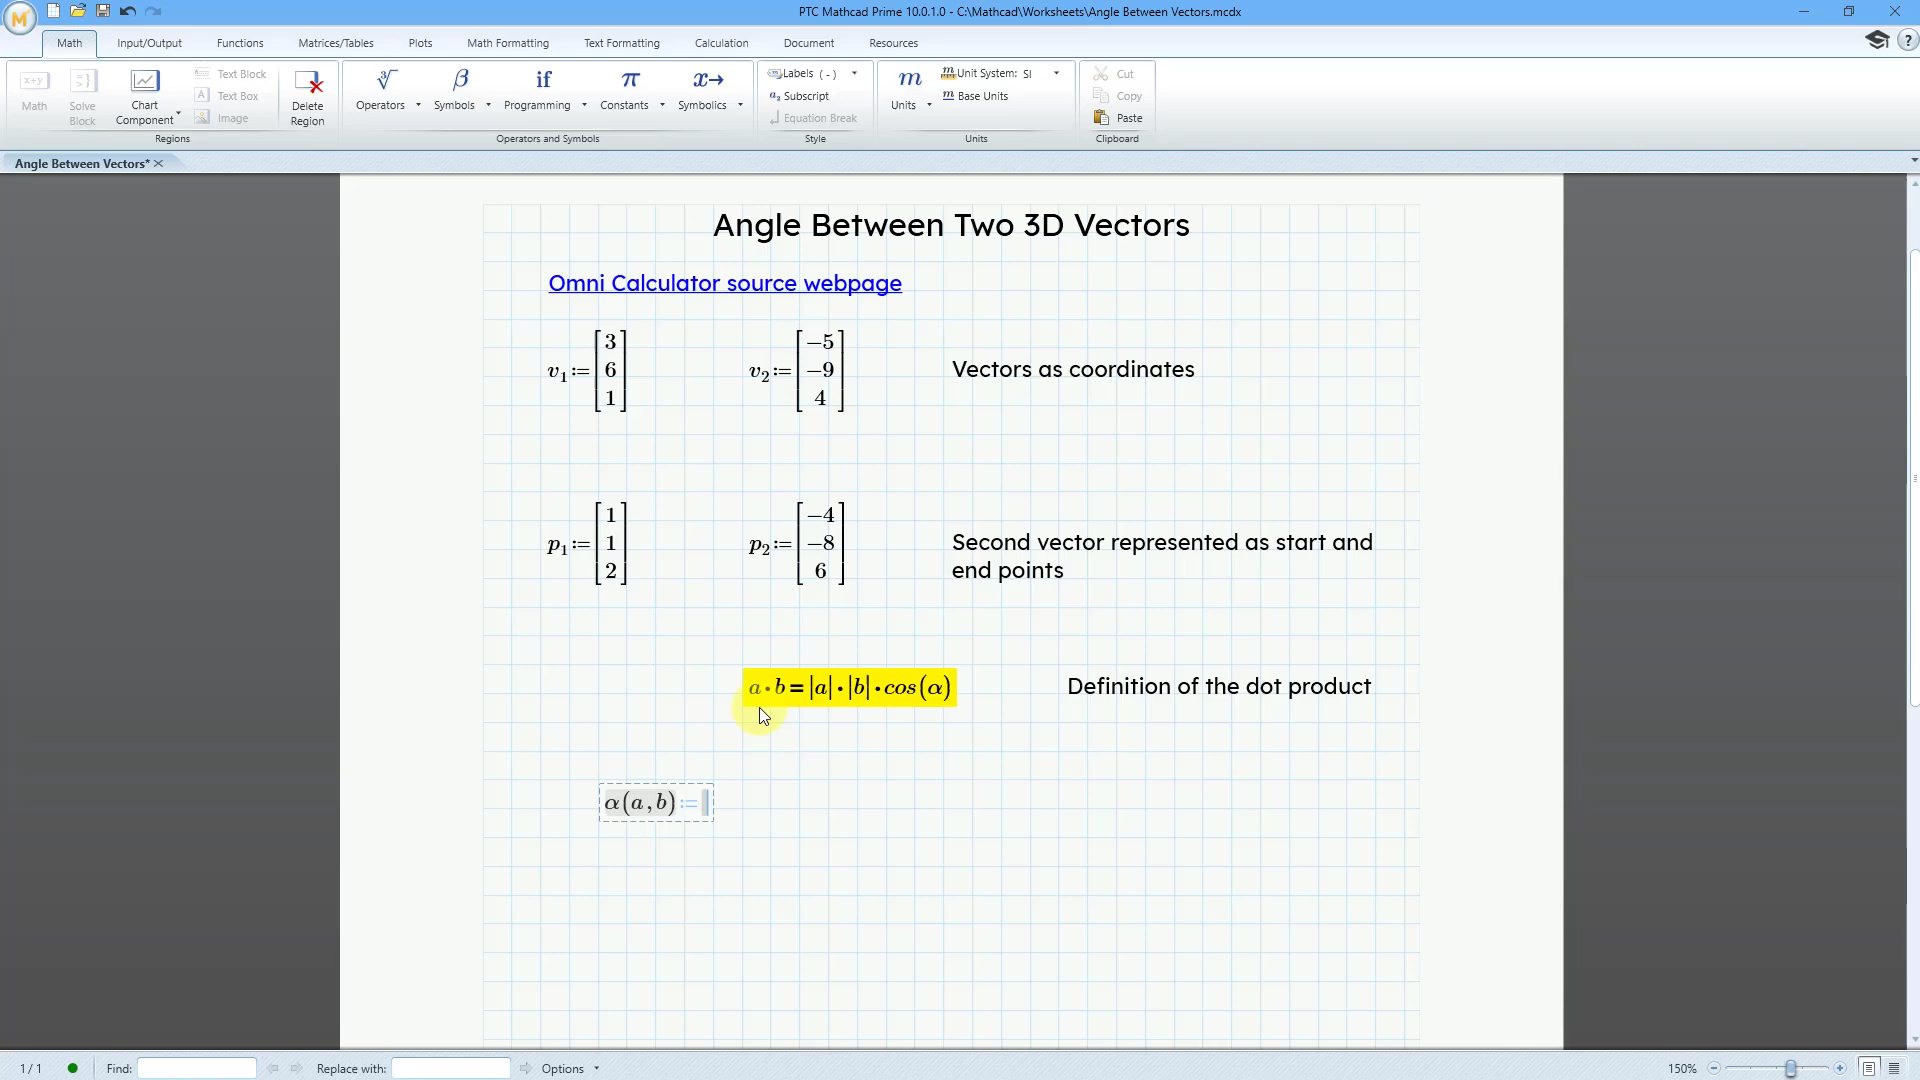 PTC Mathcad Prime 10.0.1.0 - C:\Mathcad\Worksheets\Angle Between Vectors.mcdx
Math Input/Output Functions Matrices/Tables Plots Math Formatting Text Formatting Calculation Document Resources
Math
Solve Block
Chart Component
Text Block
Text Box
Image
Delete Region
Regions
Operators
Symbols
Programming
Constants
Symbolics
Operators and Symbols
Labels (-)
Subscript
Equation Break
Style
Units
Unit System: SI
Base Units
Units
Cut
Copy
Paste
Clipboard
Angle Between Vectors*
Angle Between Two 3D Vectors
Omni Calculator source webpage
v₁:=[3 6 1]
v₂:=[−5 −9 4]
Vectors as coordinates
p₁:=[1 1 2]
p₂:=[−4 −8 6]
Second vector represented as start and
end points
a·b=|a|·|b|·cos(α)
Definition of the dot product
α(a,b):=
1 / 1 Find: Replace with: Options 150%